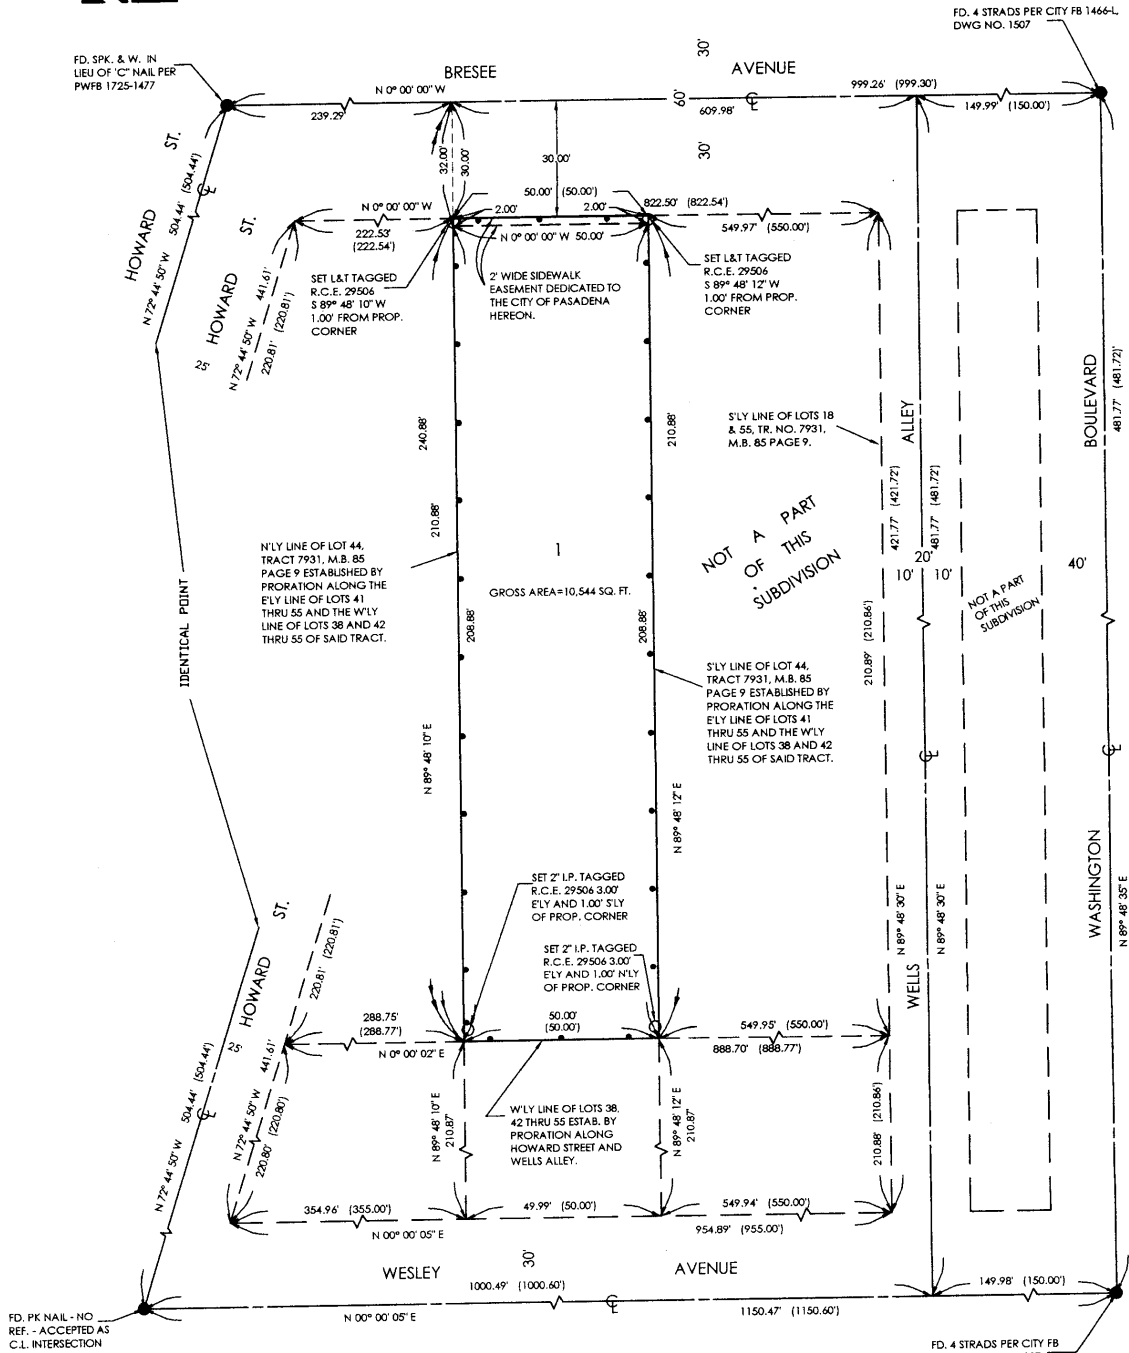 FD. 4 STRADS PER CITY FB 1466-L,
DWG NO. 1507
FD. SPK. & W. IN
LIEU OF 'C" NAIL PER
PWFB 1725-1477
BRESEE
AVENUE
30'
N 0° 00' 00" W
239.29'
60'
609.98'
999.26' (999.30')
149.99' (150.00')
HOWARD
ST.
N 72° 44' 50" W 504.44' (504.44')
32.00'
30.00'
30.00'
30'
50.00' (50.00')
2.00'
2.00'
N 0° 00' 00" W 50.00'
822.50' (822.54')
549.97' (550.00')
N 0° 00' 00" W
222.53'
(222.54')
HOWARD
ST.
25'
N 72° 44' 50" W 441.61'
220.81' (220.81')
SET L&T TAGGED
R.C.E. 29506
S 89° 48' 10" W
1.00' FROM PROP.
CORNER
2' WIDE SIDEWALK
EASEMENT DEDICATED TO
THE CITY OF PASADENA
HEREON.
SET L&T TAGGED
R.C.E. 29506
S 89° 48' 12" W
1.00' FROM PROP.
CORNER
240.88'
210.88'
208.88'
N 89° 48' 10" E
210.88'
208.88'
N 89° 48' 12" E
S'LY LINE OF LOTS 18
& 55, TR. NO. 7931,
M.B. 85 PAGE 9.
ALLEY
BOULEVARD
481.77' (481.72)'
421.77' (421.72')
481.77' (481.72')
NOT A PART
OF THIS
SUBDIVISION
20'
10'
10'
40'
NOT A PART
OF THIS
SUBDIVISION
1
GROSS AREA=10,544 SQ. FT.
N'LY LINE OF LOT 44,
TRACT 7931, M.B. 85
PAGE 9 ESTABLISHED BY
PRORATION ALONG THE
E'LY LINE OF LOTS 41
THRU 55 AND THE W'LY
LINE OF LOTS 38 AND 42
THRU 55 OF SAID TRACT.
IDENTICAL POINT
210.89' (210.86')
S'LY LINE OF LOT 44,
TRACT 7931, M.B. 85
PAGE 9 ESTABLISHED BY
PRORATION ALONG THE
E'LY LINE OF LOTS 41
THRU 55 AND THE W'LY
LINE OF LOTS 38 AND 42
THRU 55 OF SAID TRACT.
SET 2" I.P. TAGGED
R.C.E. 29506 3.00'
E'LY AND 1.00' S'LY
OF PROP. CORNER
SET 2" I.P. TAGGED
R.C.E. 29506 3.00'
E'LY AND 1.00' N'LY
OF PROP. CORNER
N 89° 48' 30" E
N 89° 48' 30" E
WELLS
WASHINGTON
N 89° 48' 35" E
HOWARD
ST.
25'
220.81' (220.81')
N 72° 44' 50" W 441.61'
220.80' (220.80')
N 72° 44' 50" W 504.44' (504.44')
288.75'
(288.77')
N 0° 00' 02" E
50.00'
(50.00')
549.95' (550.00')
888.70' (888.77')
N 89° 48' 10" E
210.87'
W'LY LINE OF LOTS 38,
42 THRU 55 ESTAB. BY
PRORATION ALONG
HOWARD STREET AND
WELLS ALLEY.
N 89° 48' 12" E
210.87
210.88' (210.86')
354.96' (355.00')
49.99' (50.00')
549.94' (550.00')
954.89' (955.00')
N 00° 00' 05" E
30'
WESLEY
AVENUE
1000.49' (1000.60')
149.98' (150.00')
N 00° 00' 05" E
1150.47' (1150.60')
FD. PK NAIL - NO
REF. - ACCEPTED AS
C.L. INTERSECTION
FD. 4 STRADS PER CITY FB